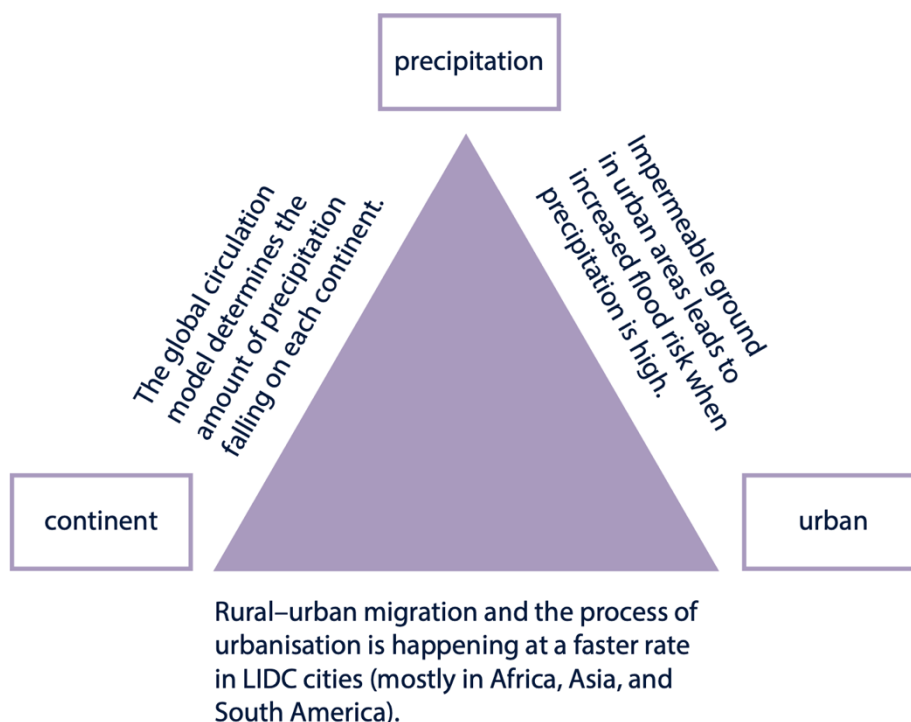 precipitation
The global circulation
model determines the
amount of precipitation
falling on each continent.
Impermeable ground
in urban areas leads to
increased flood risk when
precipitation is high.
continent
urban
Rural–urban migration and the process of
urbanisation is happening at a faster rate
in LIDC cities (mostly in Africa, Asia, and
South America).